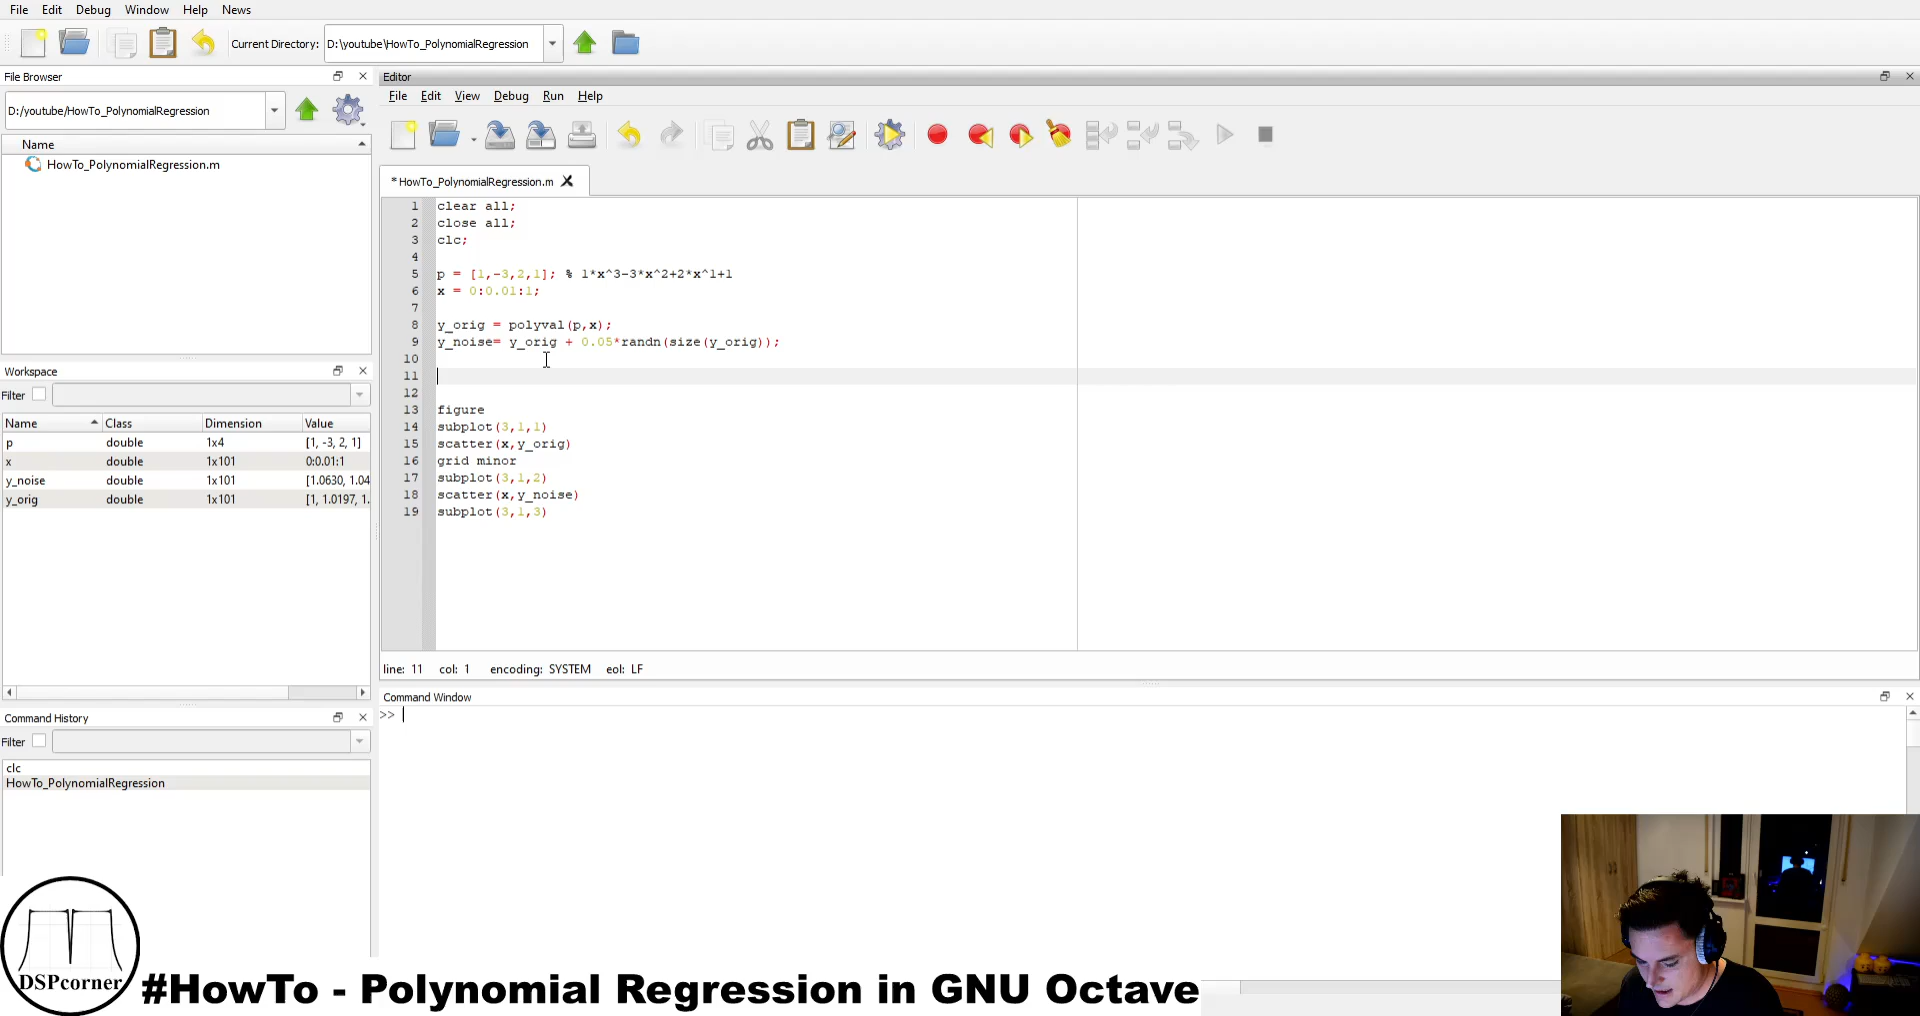 File Edit Debug Window Help News
Current Directory: D:\youtube\HowTo_PolynomialRegression
File Browser
Editor
D:/youtube/HowTo_PolynomialRegression
File Edit View Debug Run Help
Name
HowTo_PolynomialRegression.m
* HowTo_PolynomialRegression.m
1 clear all;
2 close all;
3 clc;
4
5 p = [1,-3,2,1]; % 1*x^3-3*x^2+2*x^1+1
6 x = 0:0.01:1;
7
8 y_orig = polyval(p,x);
9 y_noise= y_orig + 0.05*randn(size(y_orig));
10
11
12
13 figure
14 subplot(3,1,1)
15 scatter(x,y_orig)
16 grid minor
17 subplot(3,1,2)
18 scatter(x,y_noise)
19 subplot(3,1,3)
line: 11 col: 1 encoding: SYSTEM eol: LF
Workspace
Filter
Name Class Dimension Value
p double 1x4 [1, -3, 2, 1]
x double 1x101 0:0.01:1
y_noise double 1x101 [1.0630, 1.04
y_orig double 1x101 [1, 1.0197, 1.
Command Window
>>
Command History
Filter
clc
HowTo_PolynomialRegression
DSPcorner
#HowTo - Polynomial Regression in GNU Octave